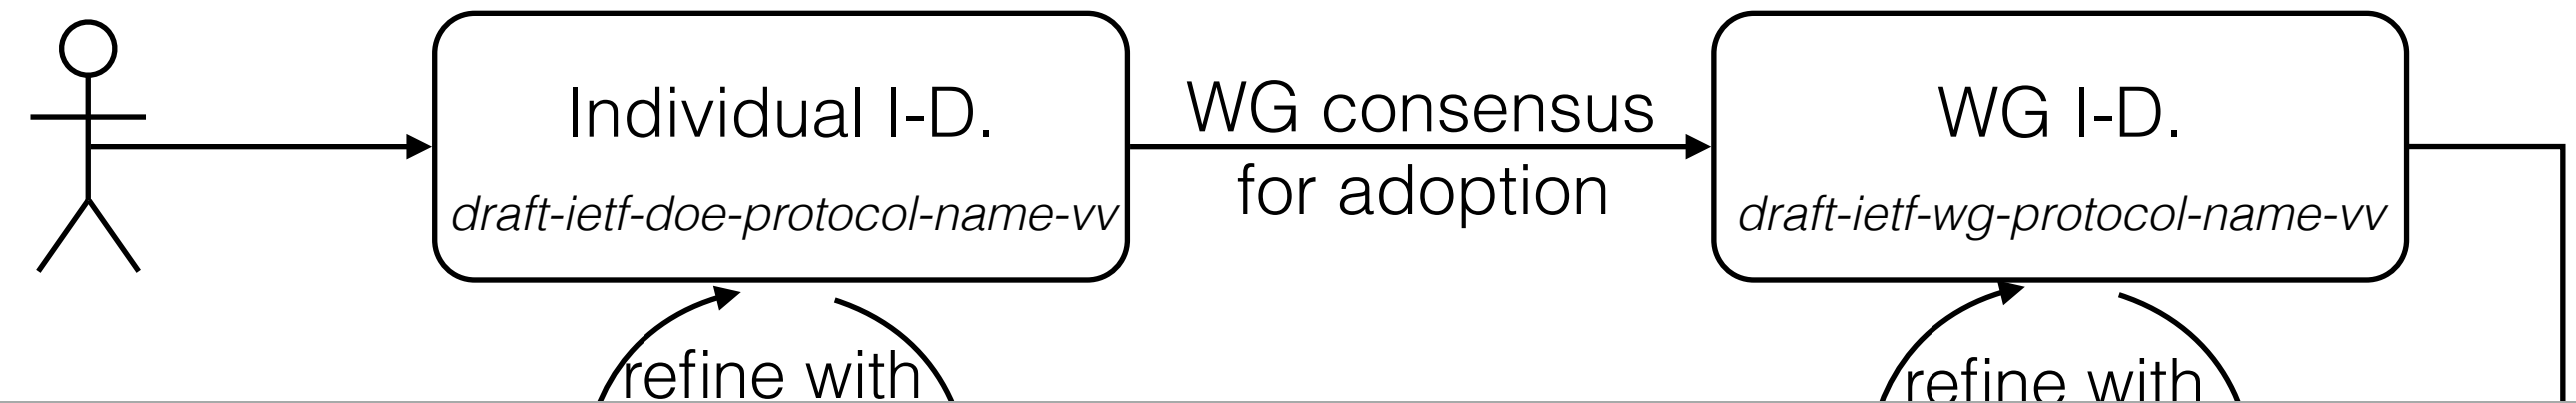 Individual I-D.
draft-ietf-doe-protocol-name-vv
WG consensus
for adoption
WG I-D.
draft-ietf-wg-protocol-name-vv
refine with
refine with